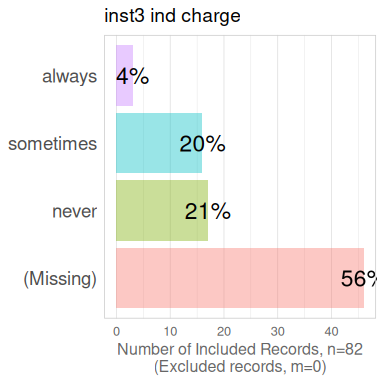 inst3 ind charge
always
4%
sometimes
20%
never
21%
(Missing)
56%
0
10
20
30
40
Number of Included Records, n=82
(Excluded records, m=0)